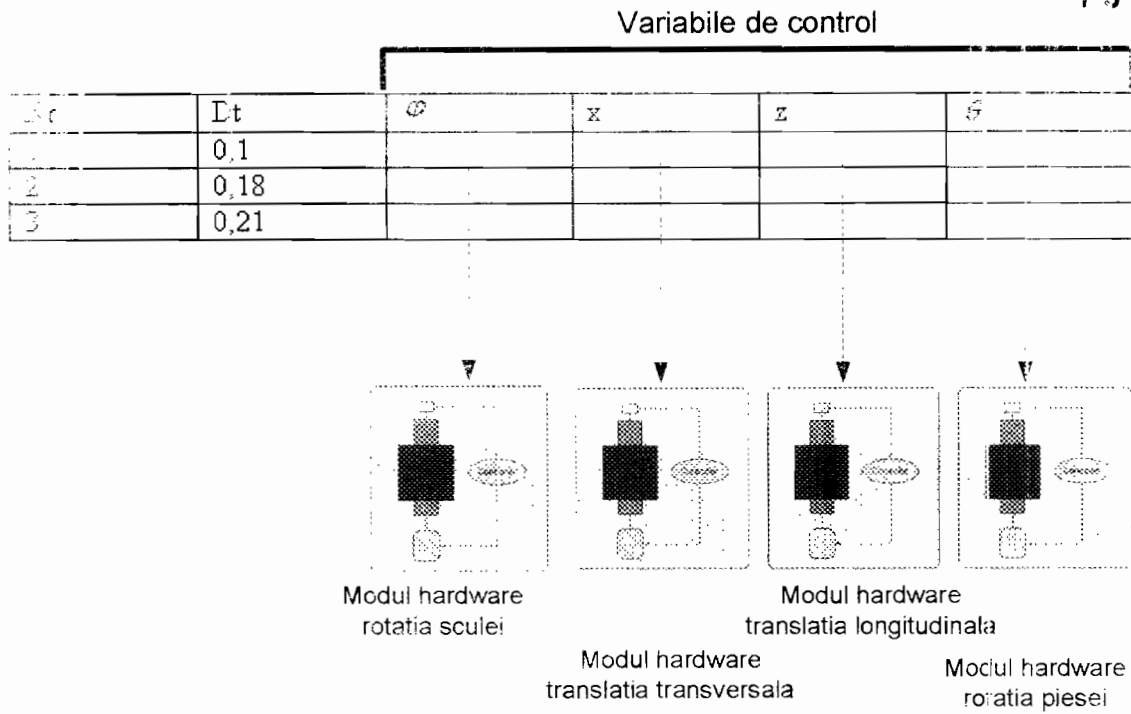 Variabile de control
Dt x z
0,1
2 0,18
3 0,21
Modul hardware
rotatia sculei
Modul hardware
translatia transversala
Modul hardware
translatia longitudinala
Modul hardware
rotatia piesei